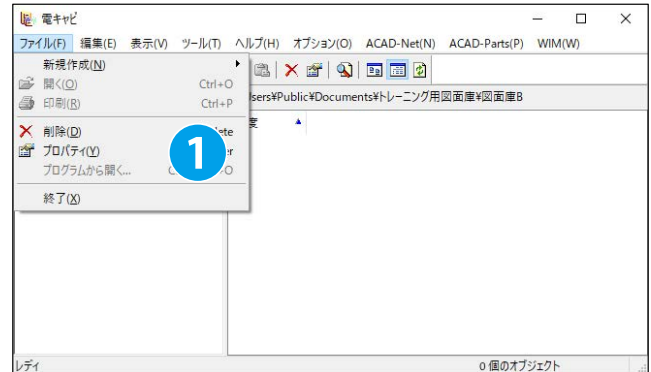 電キャビ
ファイル(F) 編集(E) 表示(V) ツール(T) ヘルプ(H) オプション(O) ACAD-Net(N) ACAD-Parts(P) WIM(W)
新規作成(N)
開く(O) Ctrl+O
印刷(R) Ctrl+P
sers¥Public¥Documents¥トレーニング用図面庫¥図面庫B
削除(D) te
度
プロパティ(Y) er
1
プログラムから開く... C O
終了(X)
レディ
0 個のオブジェクト